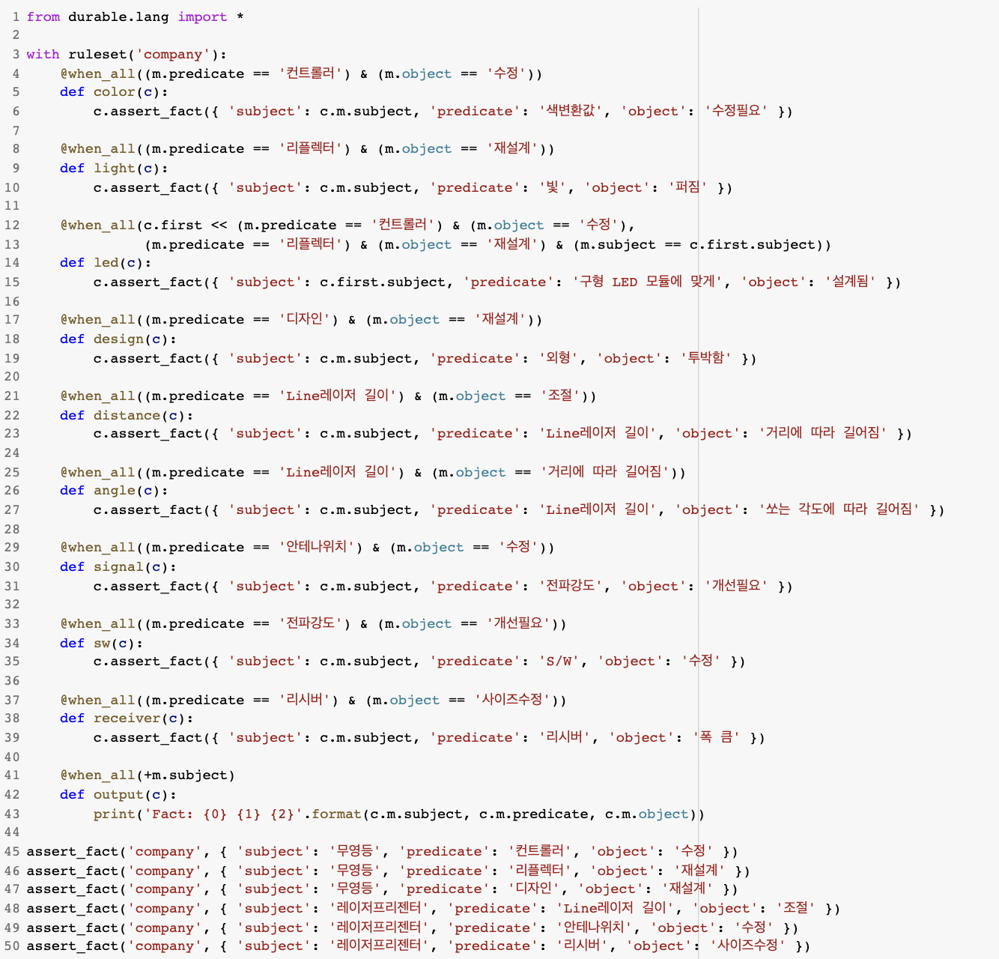 1 from durable.lang import *
2
3 with ruleset('company'):
4     @when_all((m.predicate == '컨트롤러') & (m.object == '수정'))
5     def color(c):
6         c.assert_fact({ 'subject': c.m.subject, 'predicate': '색변환값', 'object': '수정필요' })
7
8     @when_all((m.predicate == '리플렉터') & (m.object == '재설계'))
9     def light(c):
10         c.assert_fact({ 'subject': c.m.subject, 'predicate': '빛', 'object': '퍼짐' })
11
12     @when_all(c.first << (m.predicate == '컨트롤러') & (m.object == '수정'),
13               (m.predicate == '리플렉터') & (m.object == '재설계') & (m.subject == c.first.subject))
14     def led(c):
15         c.assert_fact({ 'subject': c.first.subject, 'predicate': '구형 LED 모듈에 맞게', 'object': '설계됨' })
16
17     @when_all((m.predicate == '디자인') & (m.object == '재설계'))
18     def design(c):
19         c.assert_fact({ 'subject': c.m.subject, 'predicate': '외형', 'object': '투박함' })
20
21     @when_all((m.predicate == 'Line레이저 길이') & (m.object == '조절'))
22     def distance(c):
23         c.assert_fact({ 'subject': c.m.subject, 'predicate': 'Line레이저 길이', 'object': '거리에 따라 길어짐' })
24
25     @when_all((m.predicate == 'Line레이저 길이') & (m.object == '거리에 따라 길어짐'))
26     def angle(c):
27         c.assert_fact({ 'subject': c.m.subject, 'predicate': 'Line레이저 길이', 'object': '쏘는 각도에 따라 길어짐' })
28
29     @when_all((m.predicate == '안테나위치') & (m.object == '수정'))
30     def signal(c):
31         c.assert_fact({ 'subject': c.m.subject, 'predicate': '전파강도', 'object': '개선필요' })
32
33     @when_all((m.predicate == '전파강도') & (m.object == '개선필요'))
34     def sw(c):
35         c.assert_fact({ 'subject': c.m.subject, 'predicate': 'S/W', 'object': '수정' })
36
37     @when_all((m.predicate == '리시버') & (m.object == '사이즈수정'))
38     def receiver(c):
39         c.assert_fact({ 'subject': c.m.subject, 'predicate': '리시버', 'object': '폭 큼' })
40
41     @when_all(+m.subject)
42     def output(c):
43         print('Fact: {0} {1} {2}'.format(c.m.subject, c.m.predicate, c.m.object))
44
45 assert_fact('company', { 'subject': '무영등', 'predicate': '컨트롤러', 'object': '수정' })
46 assert_fact('company', { 'subject': '무영등', 'predicate': '리플렉터', 'object': '재설계' })
47 assert_fact('company', { 'subject': '무영등', 'predicate': '디자인', 'object': '재설계' })
48 assert_fact('company', { 'subject': '레이저프리젠터', 'predicate': 'Line레이저 길이', 'object': '조절' })
49 assert_fact('company', { 'subject': '레이저프리젠터', 'predicate': '안테나위치', 'object': '수정' })
50 assert_fact('company', { 'subject': '레이저프리젠터', 'predicate': '리시버', 'object': '사이즈수정' })